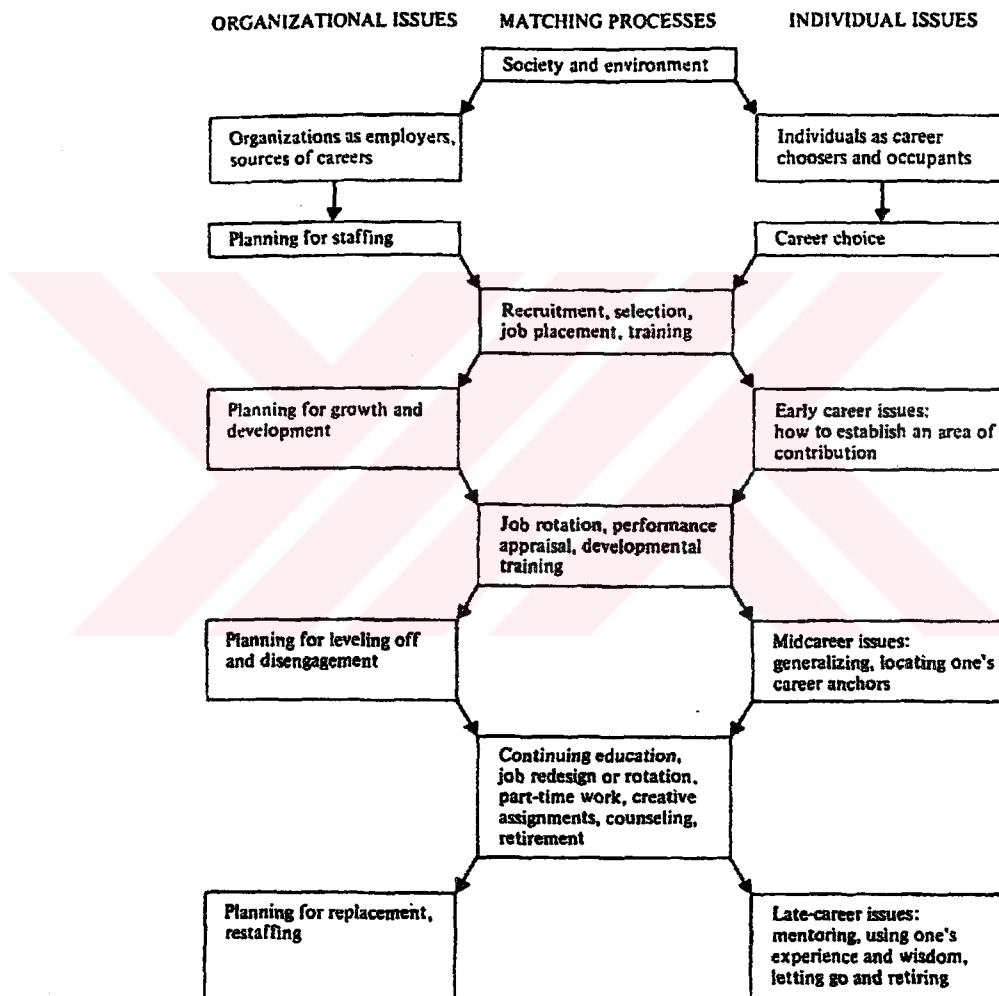 ORGANIZATIONAL ISSUES
MATCHING PROCESSES
INDIVIDUAL ISSUES
Society and environment
Organizations as employers,
sources of careers
Individuals as career
choosers and occupants
Planning for staffing
Career choice
Recruitment, selection,
job placement, training
Planning for growth and
development
Early career issues:
how to establish an area of
contribution
Job rotation, performance
appraisal, developmental
training
Planning for leveling off
and disengagement
Midcareer issues:
generalizing, locating one's
career anchors
Continuing education,
job redesign or rotation,
part-time work, creative
assignments, counseling,
retirement
Planning for replacement,
restaffing
Late-career issues:
mentoring, using one's
experience and wisdom,
letting go and retiring